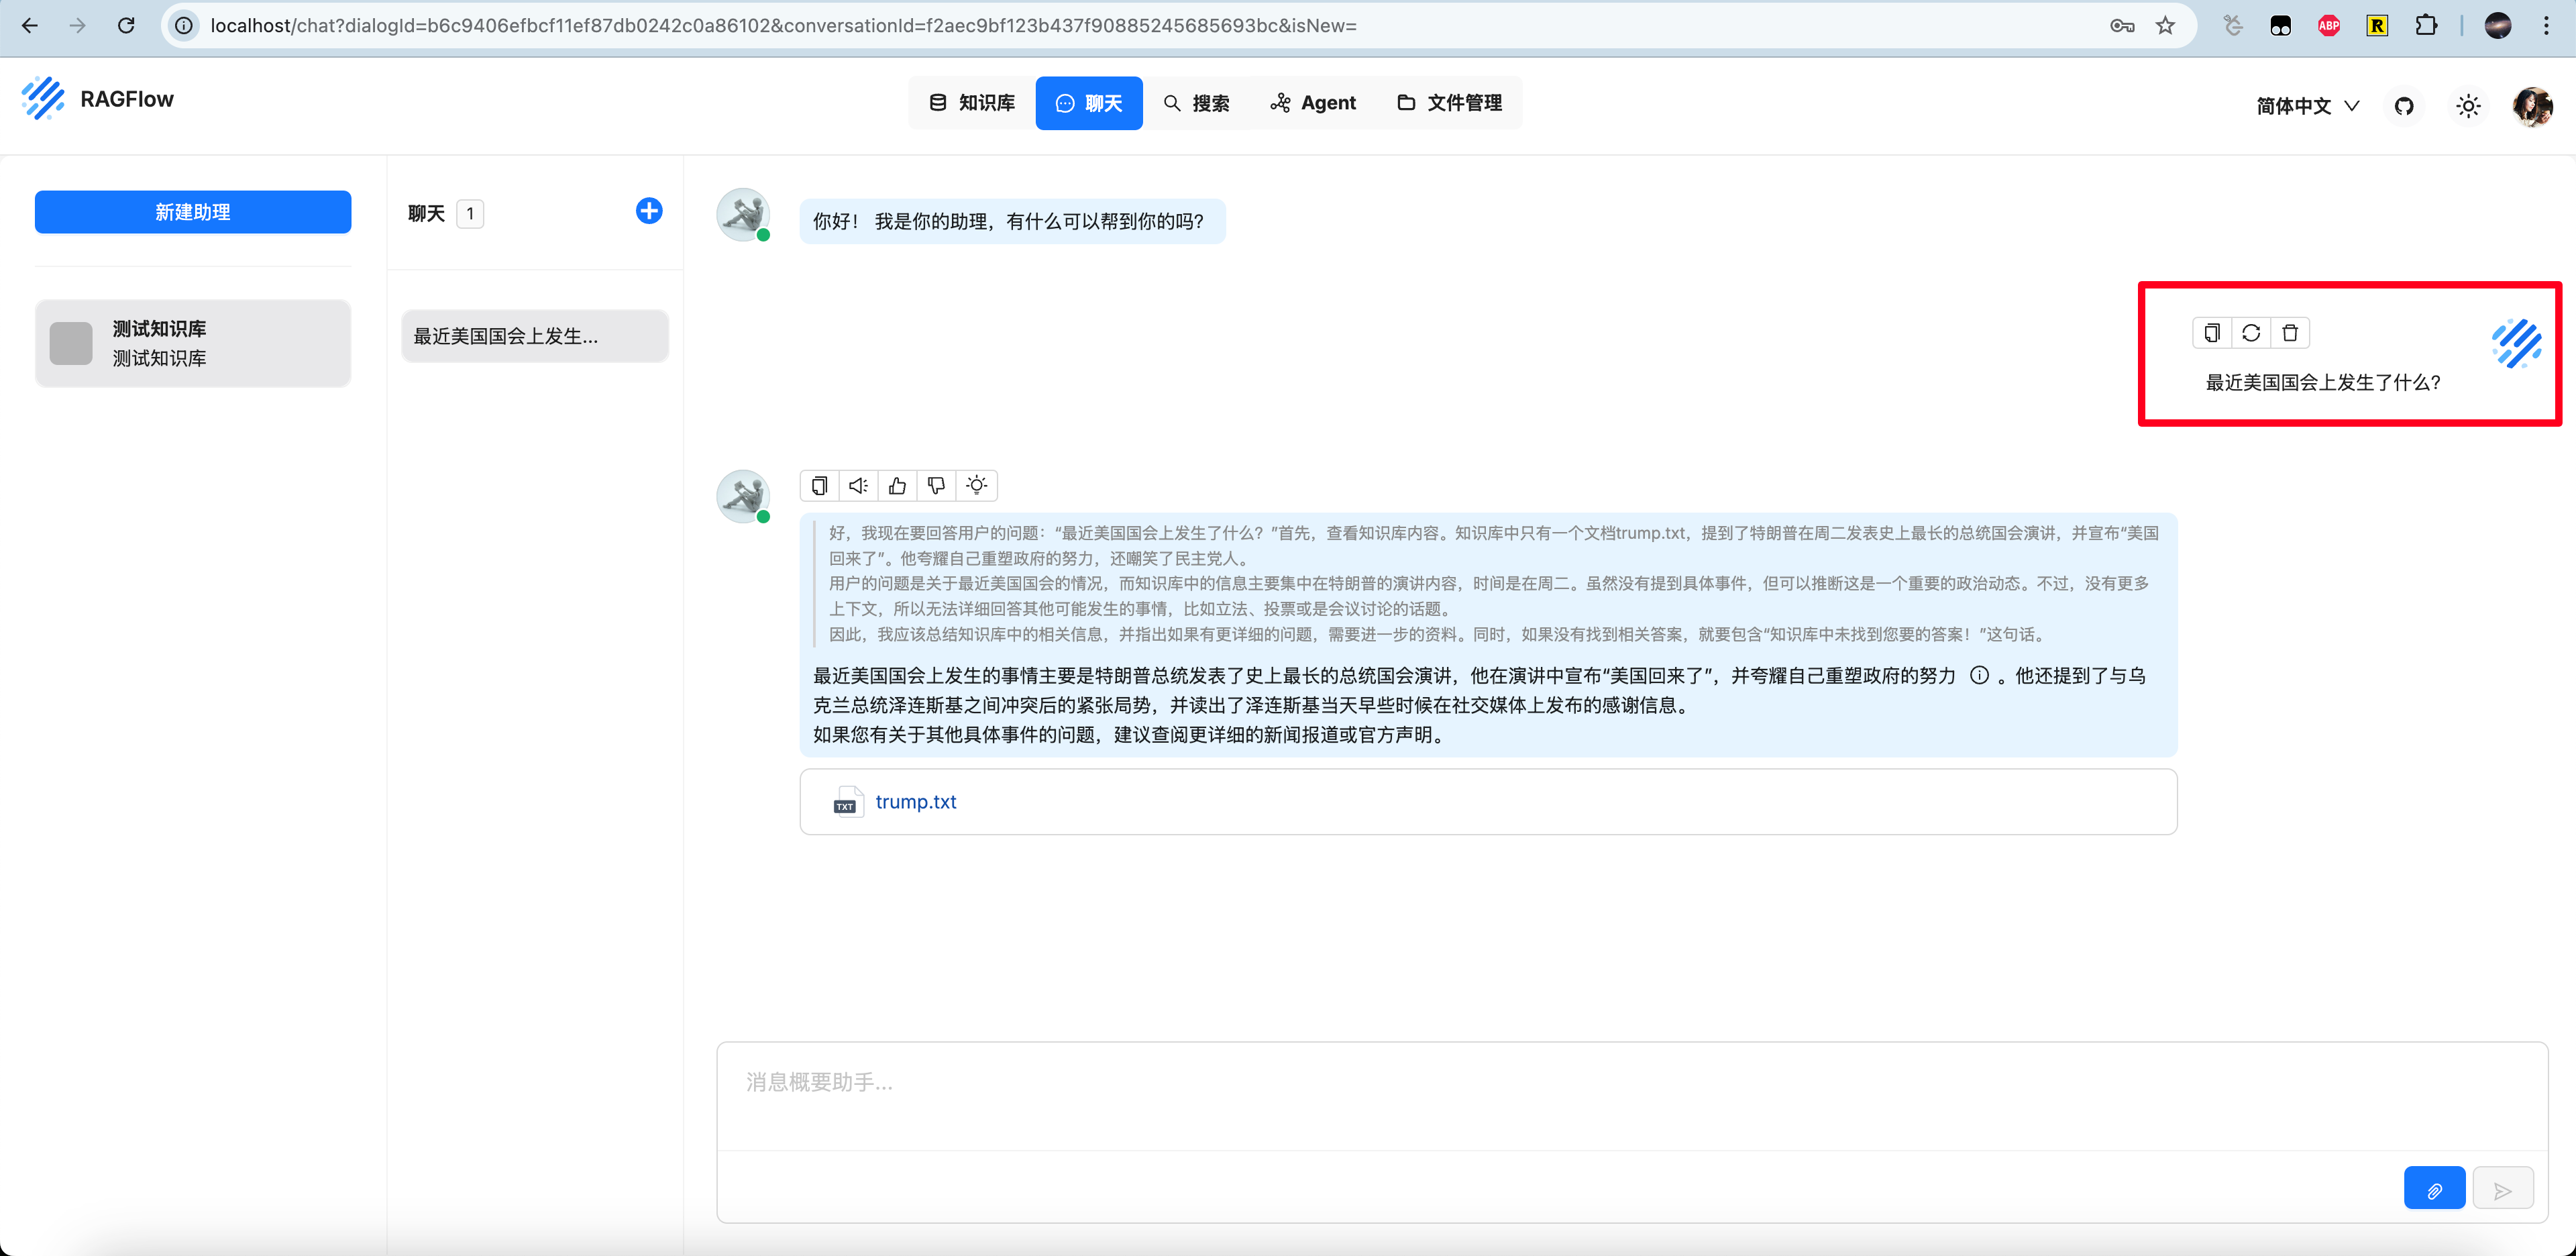 localhost/chat?dialogId=b6c9406efbcf11ef87db0242c0a86102&conversationId=f2aec9bf123b437f90885245685693bc&isNew=
ABP
R
RAGFlow
知识库
聊天
搜索
Agent
文件管理
简体中文
新建助理
测试知识库
测试知识库
聊天 1
最近美国国会上发生...
你好！ 我是你的助理，有什么可以帮到你的吗？
最近美国国会上发生了什么？
好，我现在要回答用户的问题：“最近美国国会上发生了什么？”首先，查看知识库内容。知识库中只有一个文档trump.txt，提到了特朗普在周二发表史上最长的总统国会演讲，并宣布“美国
回来了”。他夸耀自己重塑政府的努力，还嘲笑了民主党人。
用户的问题是关于最近美国国会的情况，而知识库中的信息主要集中在特朗普的演讲内容，时间是在周二。虽然没有提到具体事件，但可以推断这是一个重要的政治动态。不过，没有更多
上下文，所以无法详细回答其他可能发生的事情，比如立法、投票或是会议讨论的话题。
因此，我应该总结知识库中的相关信息，并指出如果有更详细的问题，需要进一步的资料。同时，如果没有找到相关答案，就要包含“知识库中未找到您要的答案！”这句话。
最近美国国会上发生的事情主要是特朗普总统发表了史上最长的总统国会演讲，他在演讲中宣布“美国回来了”，并夸耀自己重塑政府的努力 。他还提到了与乌
克兰总统泽连斯基之间冲突后的紧张局势，并读出了泽连斯基当天早些时候在社交媒体上发布的感谢信息。
如果您有关于其他具体事件的问题，建议查阅更详细的新闻报道或官方声明。
TXT
trump.txt
消息概要助手...